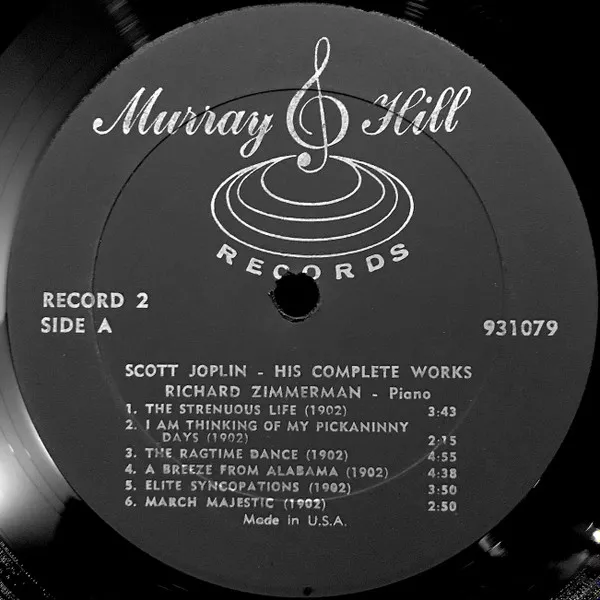 Murray Hill
RECORDS
RECORD 2
SIDE A
931079
SCOTT JOPLIN - HIS COMPLETE WORKS
RICHARD ZIMMERMAN - Piano
1. THE STRENUOUS LIFE (1902) 3:43
2. I AM THINKING OF MY PICKANINNY
DAYS (1902) 2:15
3. THE RAGTIME DANCE (1902) 4:55
4. A BREEZE FROM ALABAMA (1902) 4:38
5. ELITE SYNCOPATIONS (1902) 3:50
6. MARCH MAJESTIC (1902) 2:50
Made in U.S.A.